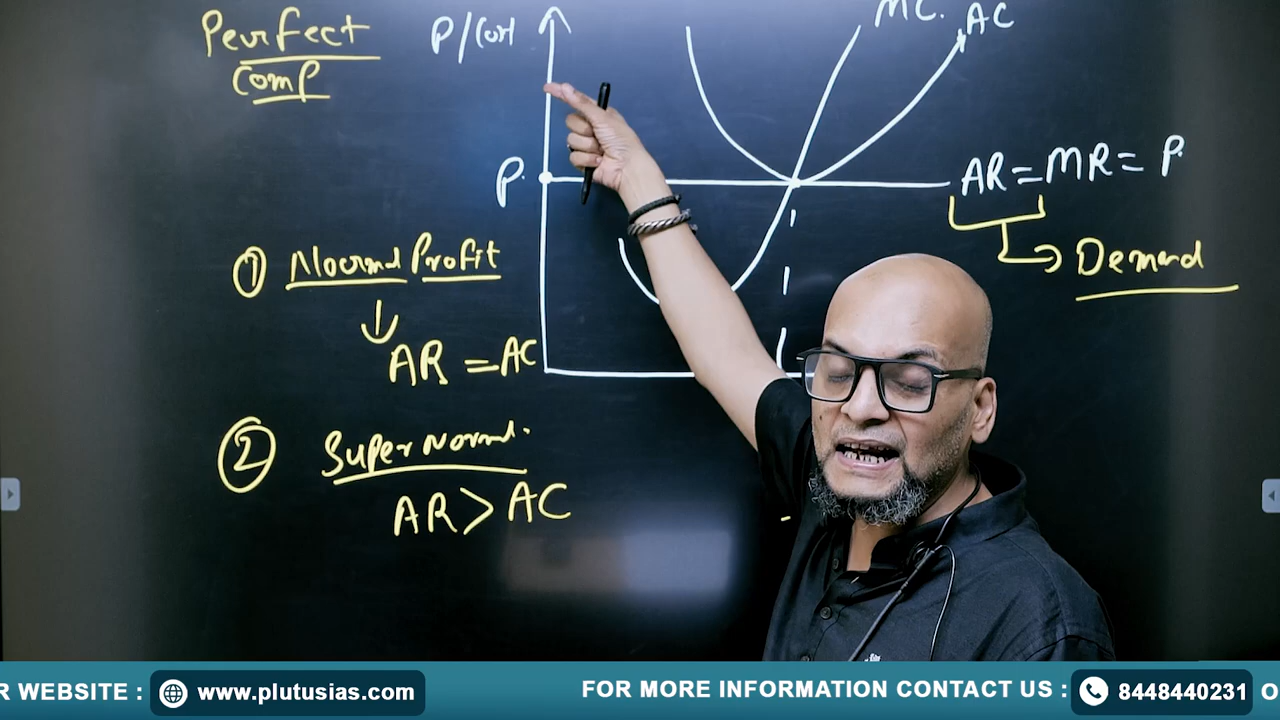 Perfect
Comp
P/Cost
MC.
AC
P.
AR = MR = P.
Demand
① Normal Profit
AR = AC
② Super Normal.
AR > AC
R WEBSITE : www.plutusias.com
FOR MORE INFORMATION CONTACT US : 8448440231 O